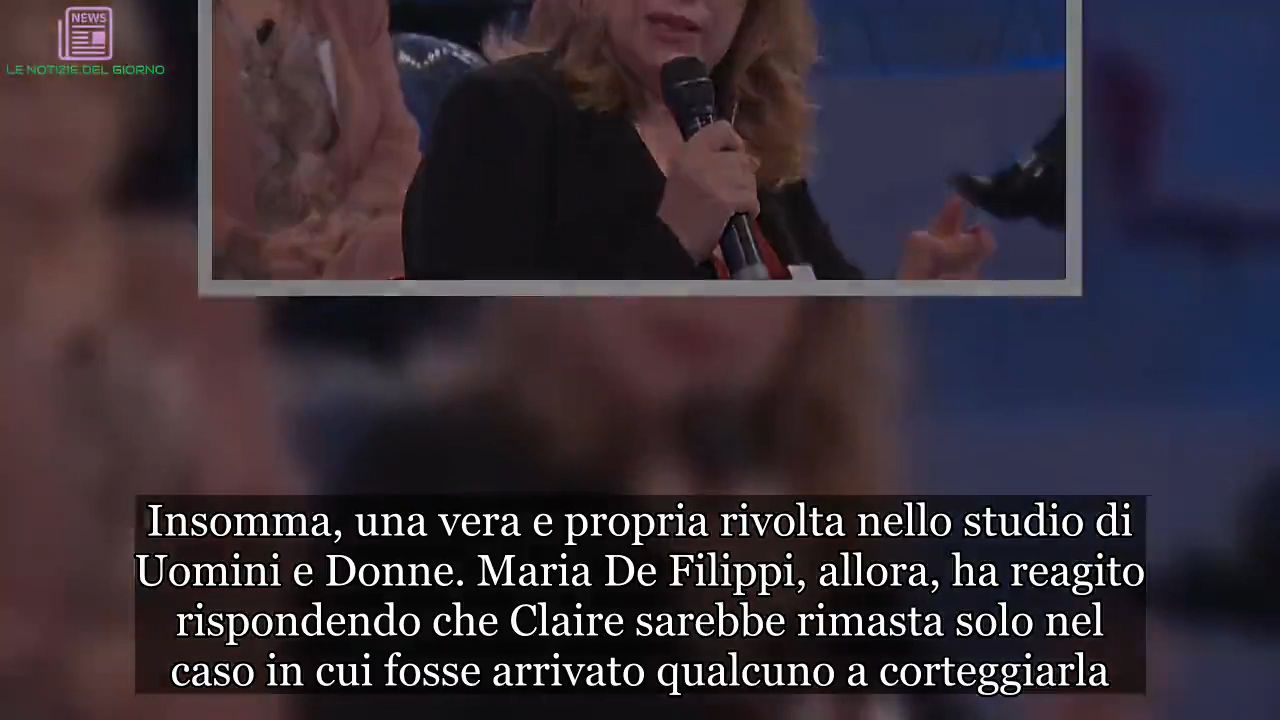 NEWS
LE NOTIZIE DEL GIORNO
Insomma, una vera e propria rivolta nello studio di
Uomini e Donne. Maria De Filippi, allora, ha reagito
rispondendo che Claire sarebbe rimasta solo nel
caso in cui fosse arrivato qualcuno a corteggiarla